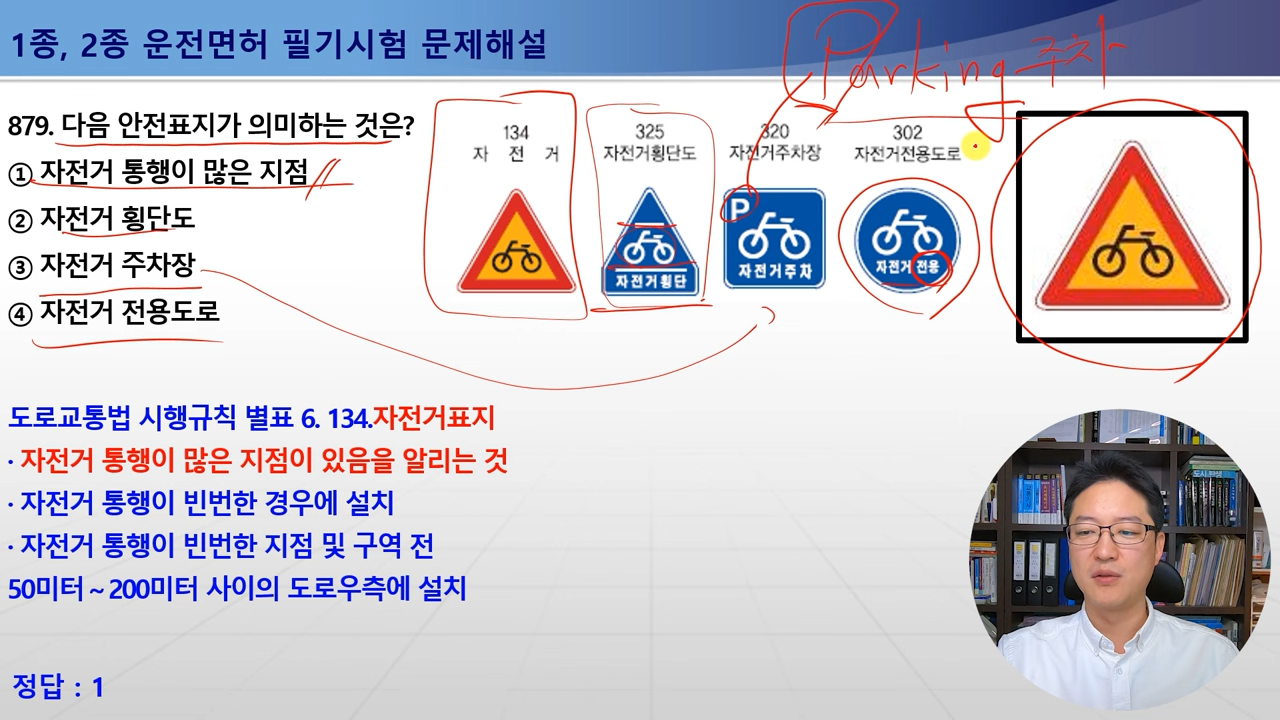 1종, 2종 운전면허 필기시험 문제해설
Parking 주차
879. 다음 안전표지가 의미하는 것은?
① 자전거 통행이 많은 지점
② 자전거 횡단도
③ 자전거 주차장
④ 자전거 전용도로
134
자 전 거
325
자전거횡단도
자전거횡단
320
자전거주차장
P
자전거주차
302
자전거전용도로
자전거 전용
도로교통법 시행규칙 별표 6. 134.자전거표지
· 자전거 통행이 많은 지점이 있음을 알리는 것
· 자전거 통행이 빈번한 경우에 설치
· 자전거 통행이 빈번한 지점 및 구역 전
50미터 ~ 200미터 사이의 도로우측에 설치
정답 : 1